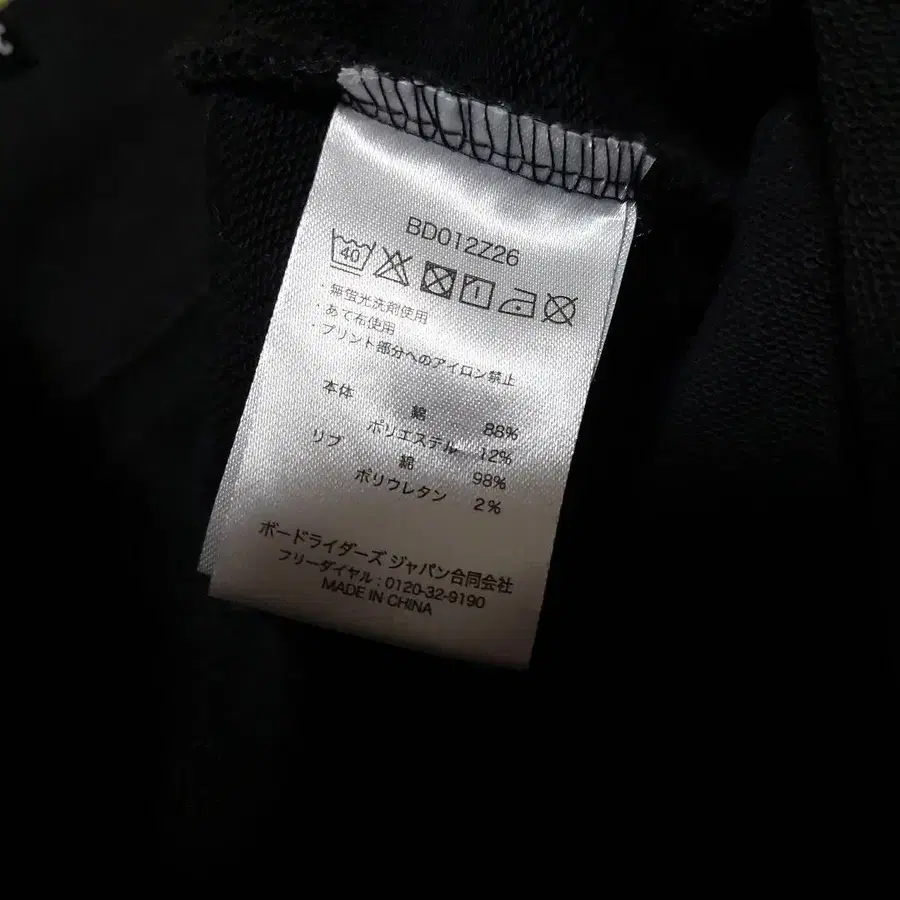 BD012Z26
40
・無蛍光洗剤使用
・あて布使用
・プリント部分へのアイロン禁止
本体 綿 88%
ポリエステル 12%
リブ 綿 98%
ポリウレタン 2%
ボードライダーズ ジャパン合同会社
フリーダイヤル : 0120-32-9190
MADE IN CHINA